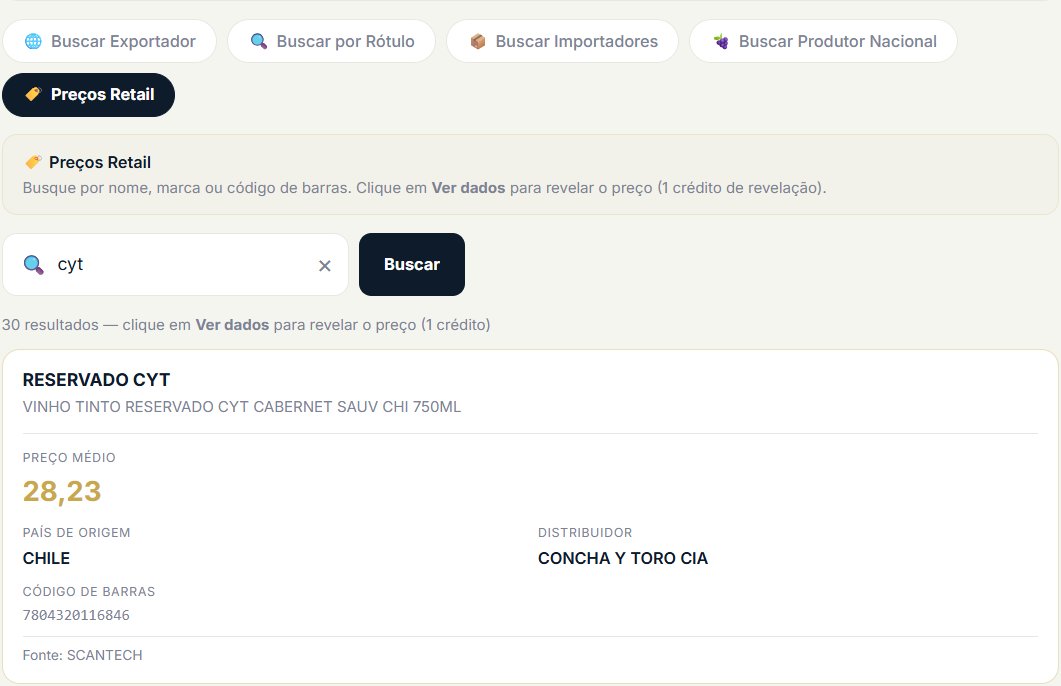 Buscar Exportador
Buscar por Rótulo
Buscar Importadores
Buscar Produtor Nacional
Preços Retail
Preços Retail
Busque por nome, marca ou código de barras. Clique em Ver dados para revelar o preço (1 crédito de revelação).
cyt
Buscar
30 resultados — clique em Ver dados para revelar o preço (1 crédito)
RESERVADO CYT
VINHO TINTO RESERVADO CYT CABERNET SAUV CHI 750ML
PREÇO MÉDIO
28,23
PAÍS DE ORIGEM
CHILE
DISTRIBUIDOR
CONCHA Y TORO CIA
CÓDIGO DE BARRAS
7804320116846
Fonte: SCANTECH